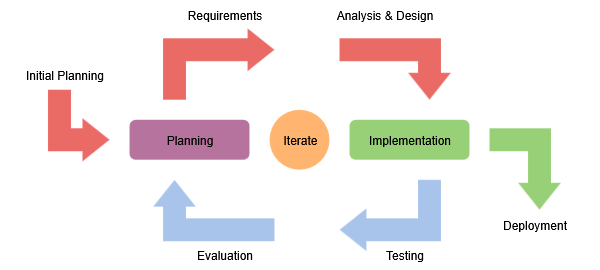 Requirements
Analysis & Design
Initial Planning
Planning
Iterate
Implementation
Deployment
Evaluation
Testing